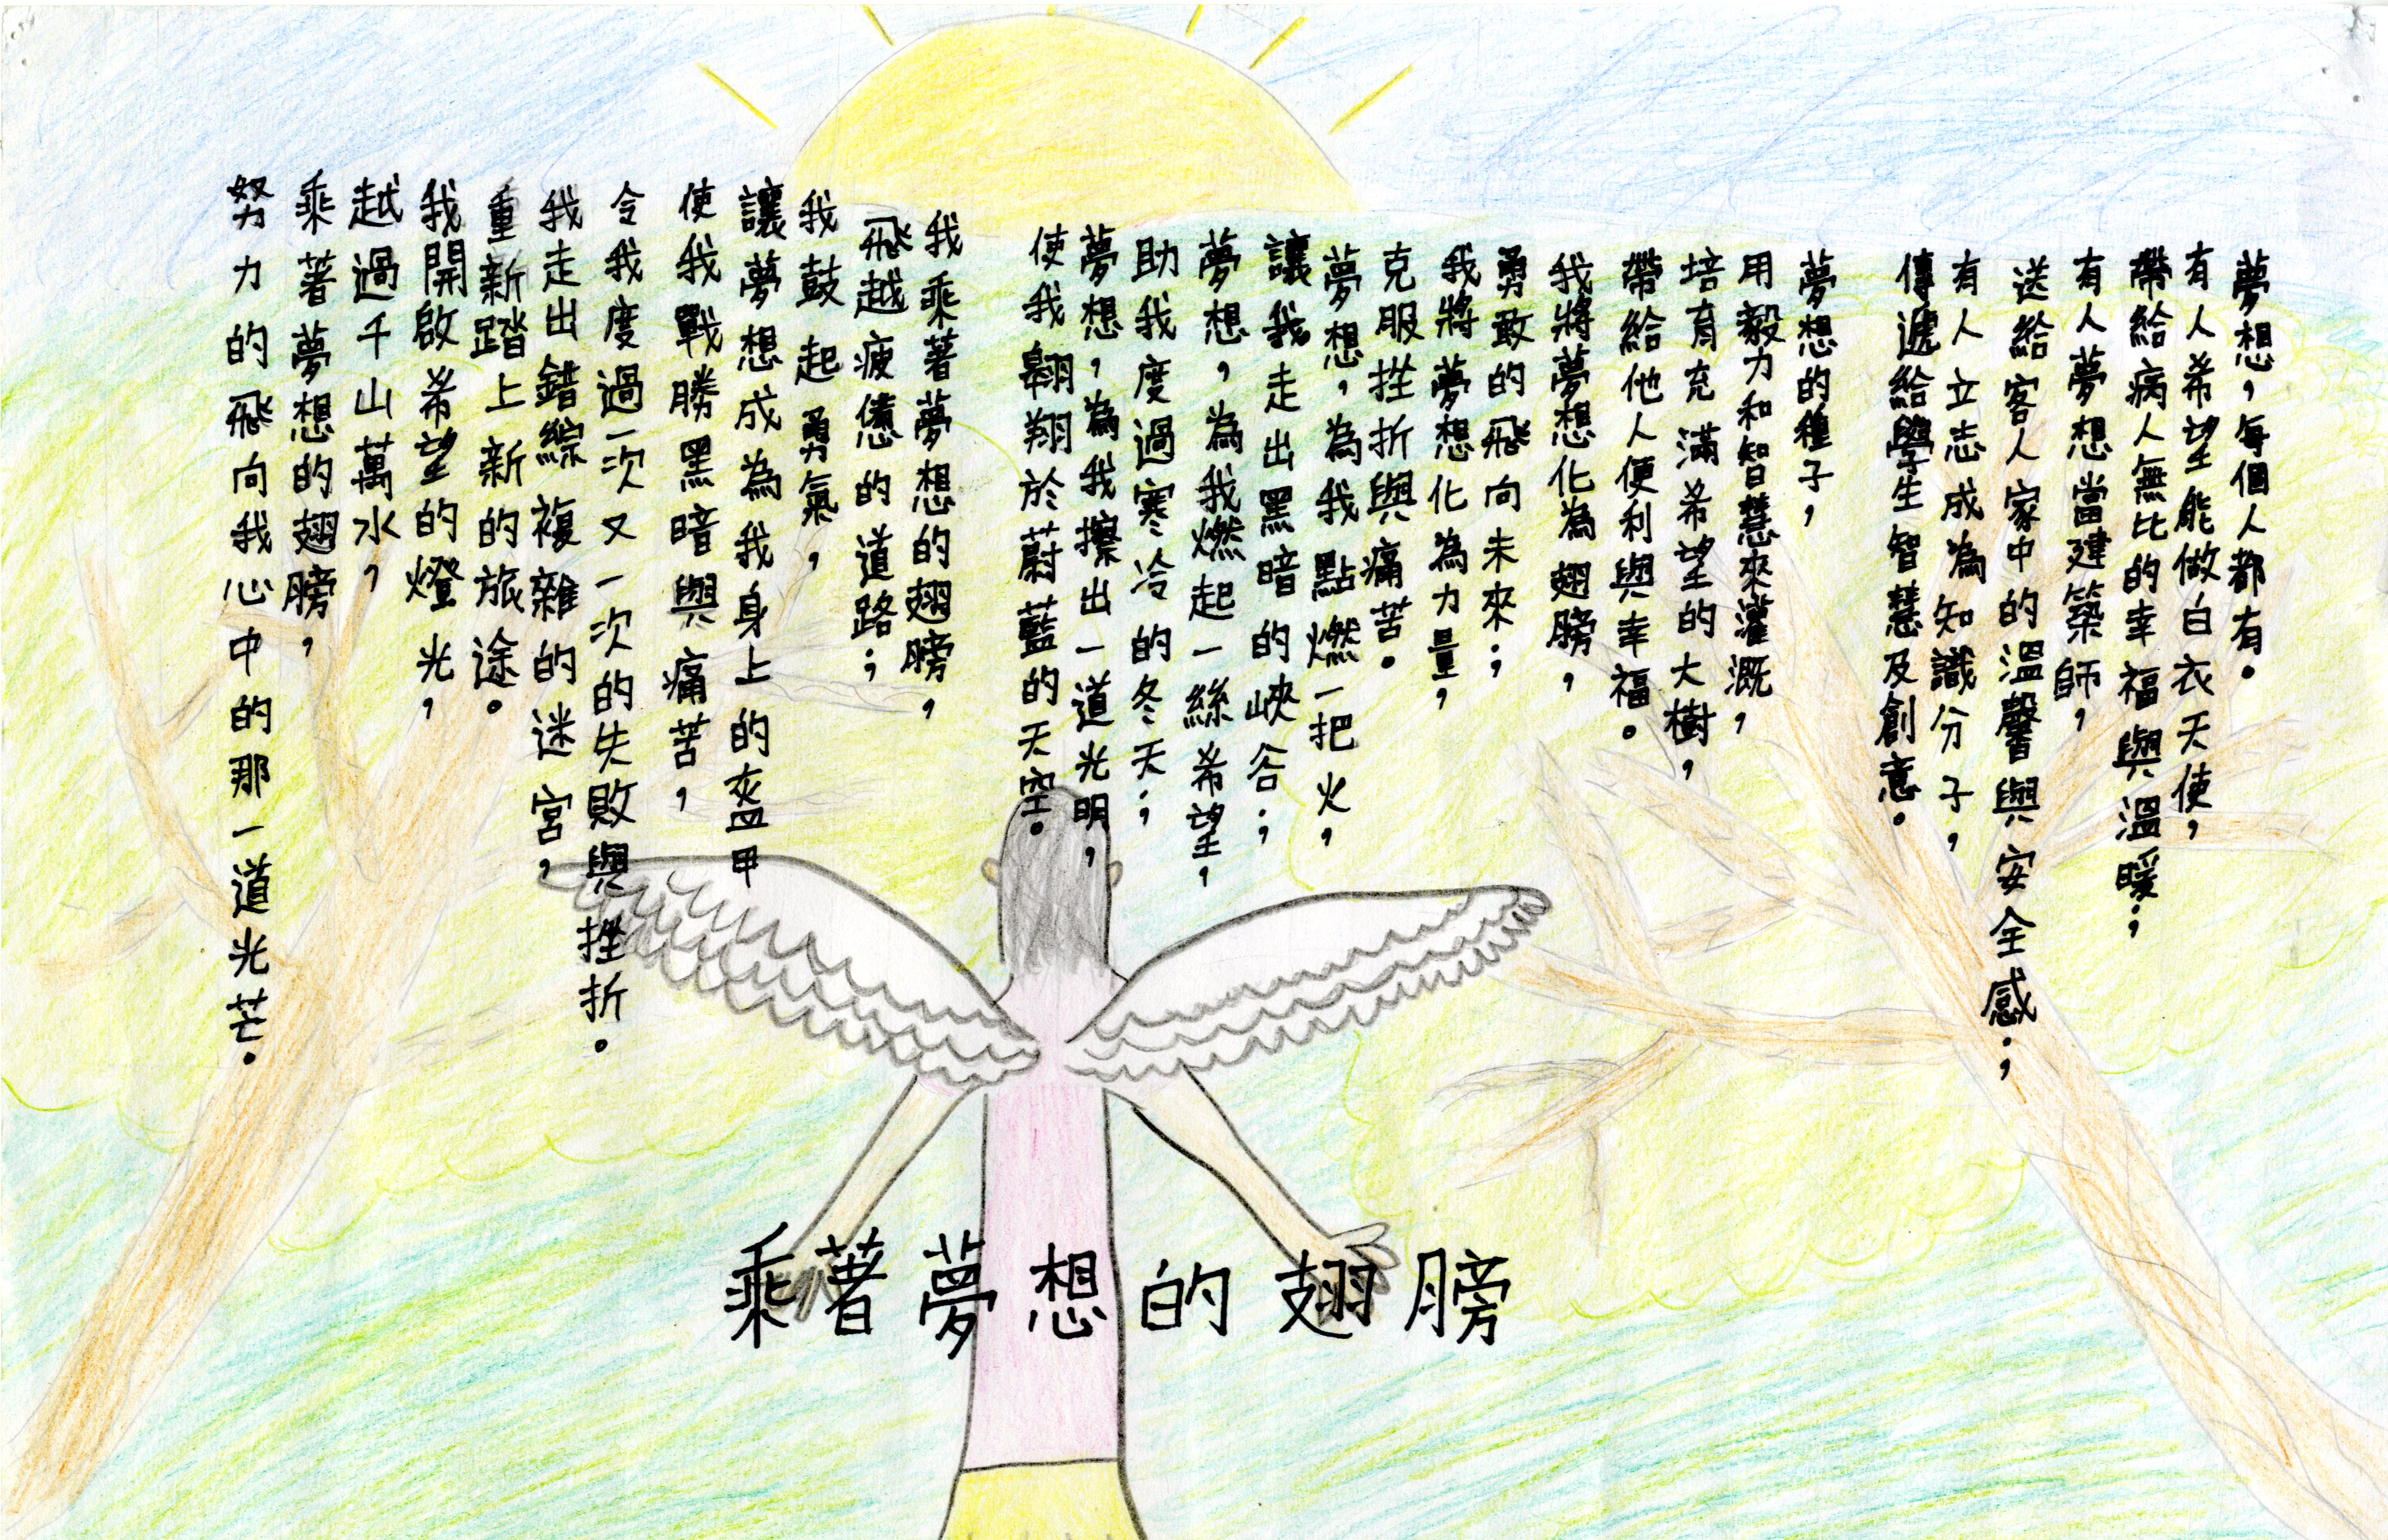 夢想，每個人都有。
有人希望能做白衣天使，
帶給病人無比的幸福與溫暖；
有人夢想當建築師，
送給客人家中的溫馨與安全感；
有人立志成為知識分子，
傳遞給學生智慧及創意。
夢想的種子，
用毅力和智慧來灌溉，
培育充滿希望的大樹，
帶給他人便利與幸福。
我將夢想化為翅膀，
勇敢的飛向未來；
我將夢想化為力量，
克服挫折與痛苦。
夢想，為我點燃一把火，
讓我走出黑暗的峽谷；
夢想，為我燃起一絲希望，
助我度過寒冷的冬天；
夢想，為我擦出一道光明，
使我翱翔於蔚藍的天空。
我乘著夢想的翅膀，
飛越疲憊的道路；
我鼓起勇氣，
讓夢想成為我身上的盔甲
使我戰勝黑暗與痛苦，
令我度過一次又一次的失敗與挫折。
我走出錯綜複雜的迷宮，
重新踏上新的旅途。
我開啟希望的燈光，
越過千山萬水，
乘著夢想的翅膀，
努力的飛向我心中的那一道光芒。
乘著夢想的翅膀